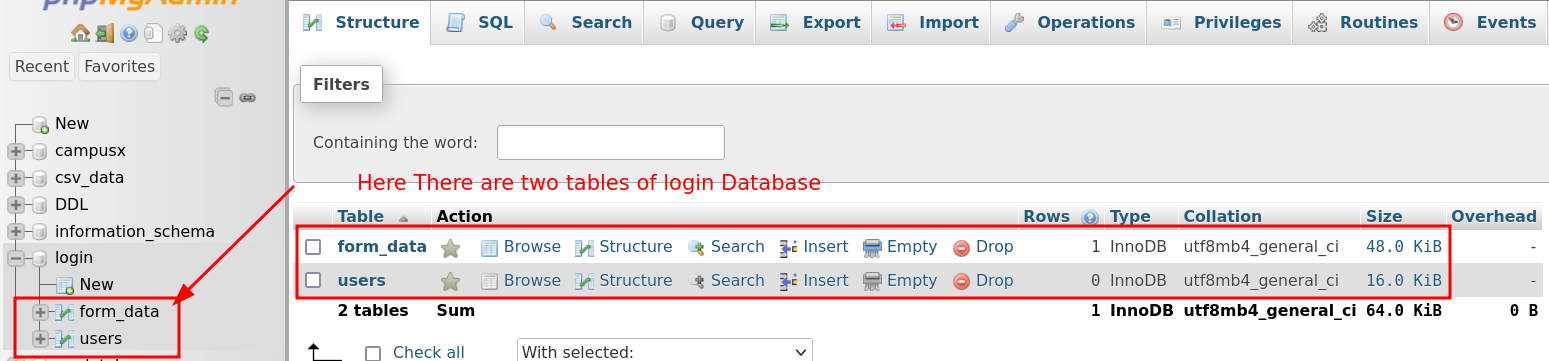 phpMyAdmin
Recent Favorites
New
campusx
csv_data
DDL
information_schema
login
New
form_data
users
Structure SQL Search Query Export Import Operations Privileges Routines Events
Filters
Containing the word:
Here There are two tables of login Database
Table Action Rows Type Collation Size Overhead
form_data Browse Structure Search Insert Empty Drop 1 InnoDB utf8mb4_general_ci 48.0 KiB -
users Browse Structure Search Insert Empty Drop 0 InnoDB utf8mb4_general_ci 16.0 KiB -
2 tables Sum 1 InnoDB utf8mb4_general_ci 64.0 KiB 0 B
Check all With selected: